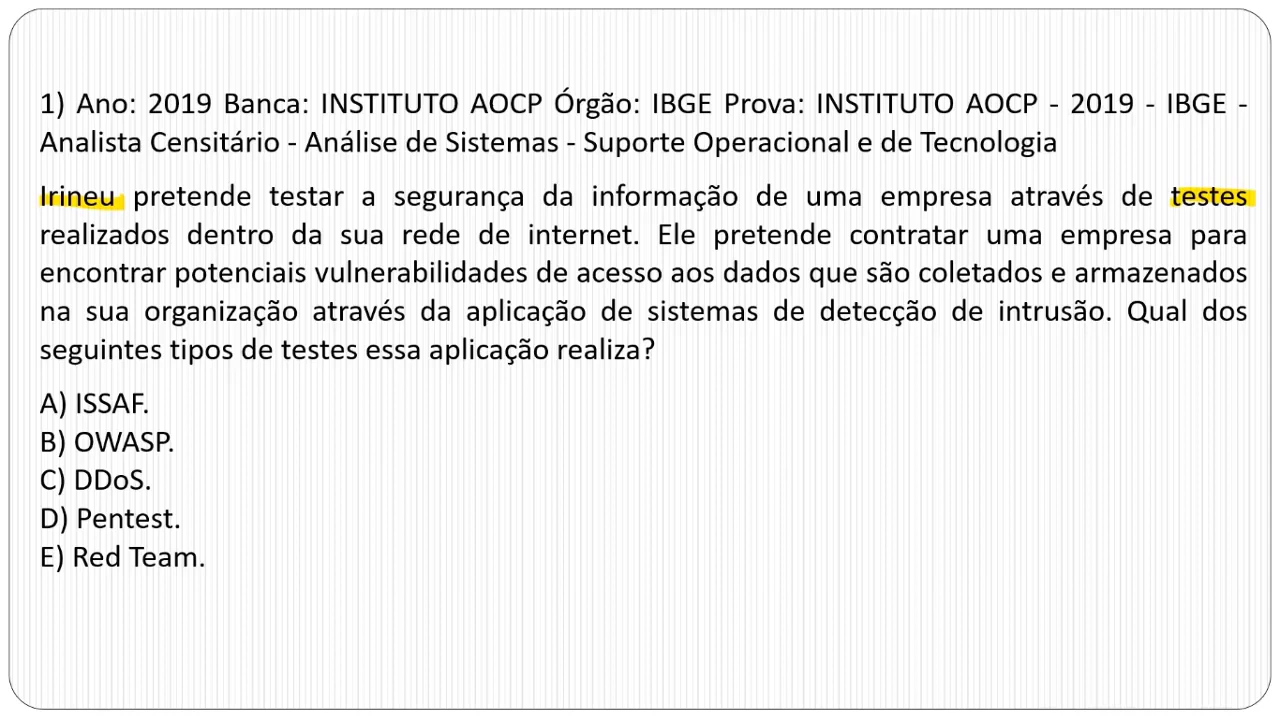 1) Ano: 2019 Banca: INSTITUTO AOCP Órgão: IBGE Prova: INSTITUTO AOCP - 2019 - IBGE -
Analista Censitário - Análise de Sistemas - Suporte Operacional e de Tecnologia
Irineu pretende testar a segurança da informação de uma empresa através de testes
realizados dentro da sua rede de internet. Ele pretende contratar uma empresa para
encontrar potenciais vulnerabilidades de acesso aos dados que são coletados e armazenados
na sua organização através da aplicação de sistemas de detecção de intrusão. Qual dos
seguintes tipos de testes essa aplicação realiza?
A) ISSAF.
B) OWASP.
C) DDoS.
D) Pentest.
E) Red Team.